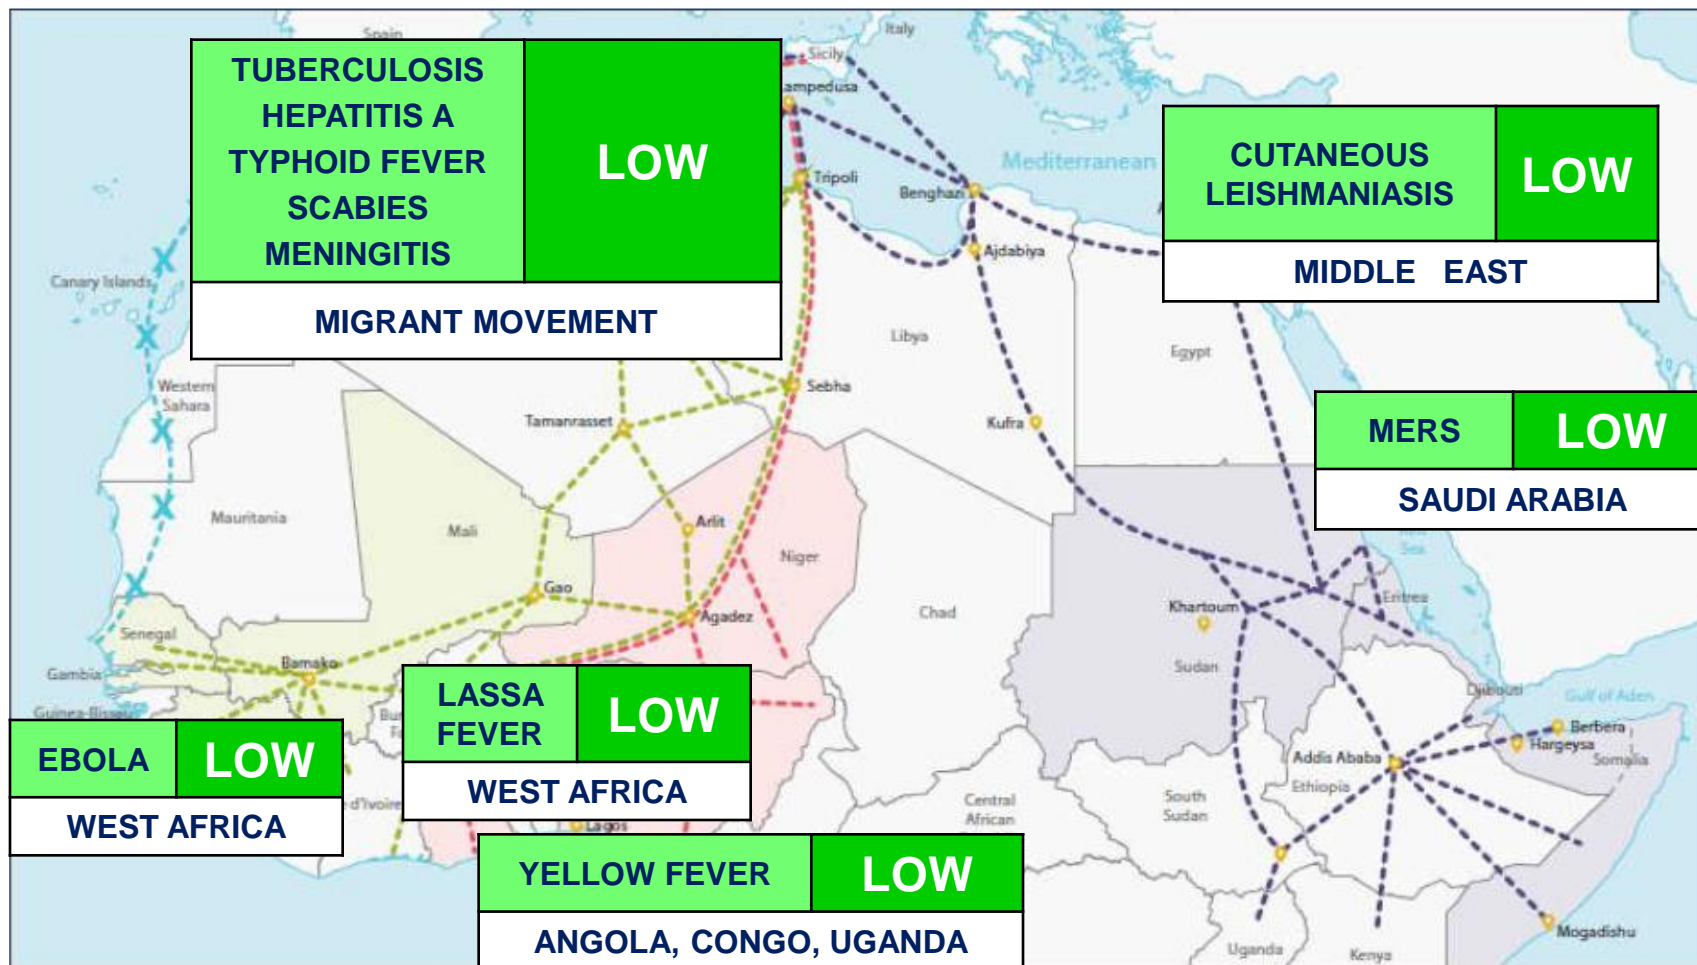 Spain
Italy
Sicily
TUBERCULOSIS
HEPATITIS A
TYPHOID FEVER
SCABIES
MENINGITIS
LOW
MIGRANT MOVEMENT
ampedusa
Tripoli
Mediterranean
Benghazi
Ajdabiya
CUTANEOUS
LEISHMANIASIS
LOW
MIDDLE EAST
Canary Islands
Libya
Egypt
Western
Sahara
Sebha
Tamanrasset
Kufra
MERS
LOW
SAUDI ARABIA
Mauritania
Mali
Arlit
Niger
Sea
Gao
Agadez
Chad
Khartoum
Eritrea
Senegal
Sudan
Bamako
Gambia
Guinea-Bissau
Djibouti
Gulf of Aden
LASSA
FEVER
LOW
WEST AFRICA
Berbera
Hargeysa
Somalia
EBOLA
LOW
WEST AFRICA
Addis Ababa
Ethiopia
d'Ivoire
Lagos
Central
African
South
Sudan
YELLOW FEVER
LOW
ANGOLA, CONGO, UGANDA
Uganda
Kenya
Mogadishu